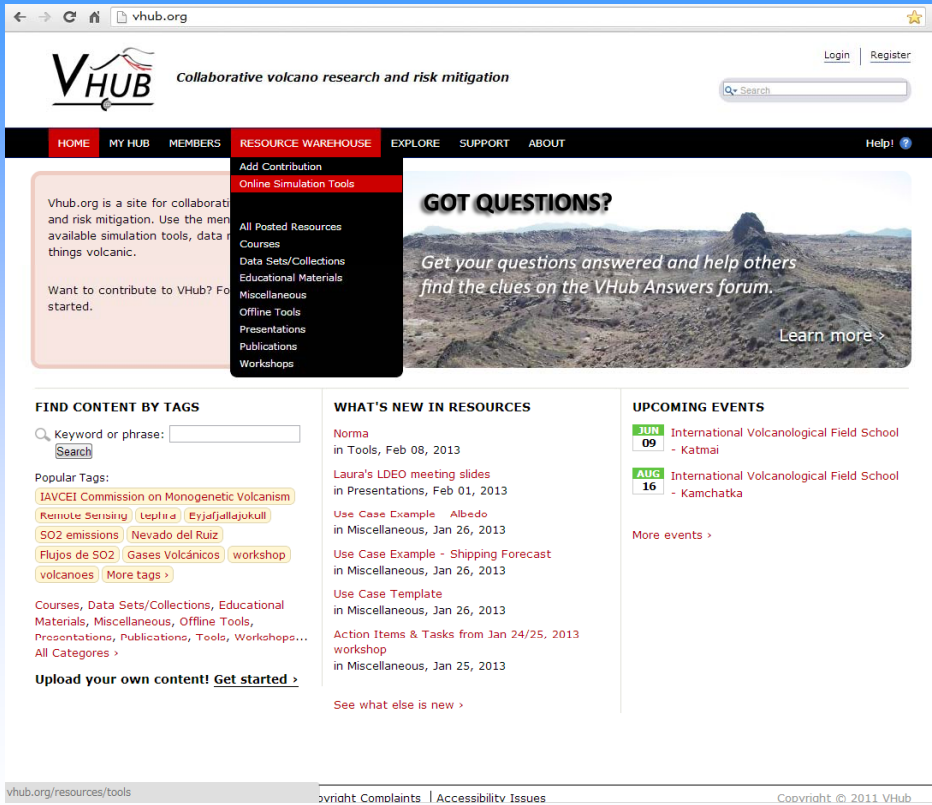 vhub.org
VHUB
Collaborative volcano research and risk mitigation
Login | Register
Search
HOME MY HUB MEMBERS RESOURCE WAREHOUSE EXPLORE SUPPORT ABOUT Help! ?
Add Contribution
Online Simulation Tools
All Posted Resources
Courses
Data Sets/Collections
Educational Materials
Miscellaneous
Offline Tools
Presentations
Publications
Workshops
Vhub.org is a site for
and risk mitigation. Use the
available simulation tools, data
things volcanic.
Want to contribute to VHub?
started.
GOT QUESTIONS?
Get your questions answered and help others
find the clues on the VHub Answers forum.
Learn more ›
FIND CONTENT BY TAGS
Keyword or phrase:
Search
Popular Tags:
IAVCEI Commission on Monogenetic Volcanism
Remote Sensing tephra Eyjafjallajokull
SO2 emissions Nevado del Ruiz
Flujos de SO2 Gases Volcánicos workshop
volcanoes More tags ›
Courses, Data Sets/Collections, Educational
Materials, Miscellaneous, Offline Tools,
Presentations, Publications, Tools, Workshops...
All Categores ›
Upload your own content! Get started ›
WHAT'S NEW IN RESOURCES
Norma
in Tools, Feb 08, 2013
Laura's LDEO meeting slides
in Presentations, Feb 01, 2013
Use Case Example - Albedo
in Miscellaneous, Jan 26, 2013
Use Case Example - Shipping Forecast
in Miscellaneous, Jan 26, 2013
Use Case Template
in Miscellaneous, Jan 26, 2013
Action Items & Tasks from Jan 24/25, 2013
workshop
in Miscellaneous, Jan 25, 2013
See what else is new ›
UPCOMING EVENTS
JUN
09
International Volcanological Field School
- Katmai
AUG
16
International Volcanological Field School
- Kamchatka
More events ›
vhub.org/resources/tools
Complaints | Accessibility Issues
Copyright © 2011 VHub